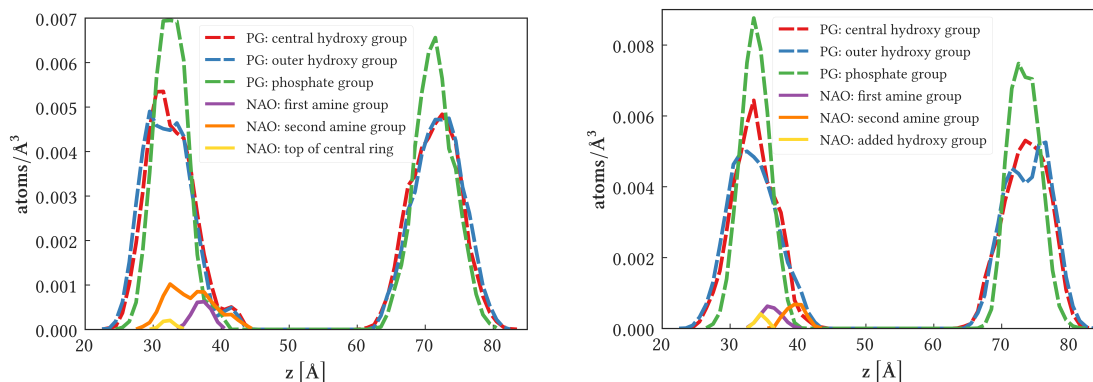 0.007
0.006
0.005
0.004
0.003
0.002
0.001
0.000
atoms/Å³
20 30 40 50 60 70 80
z [Å]
PG: central hydroxy group
PG: outer hydroxy group
PG: phosphate group
NAO: first amine group
NAO: second amine group
NAO: top of central ring
0.008
0.006
0.004
0.002
0.000
atoms/Å³
20 30 40 50 60 70 80
z [Å]
PG: central hydroxy group
PG: outer hydroxy group
PG: phosphate group
NAO: first amine group
NAO: second amine group
NAO: added hydroxy group